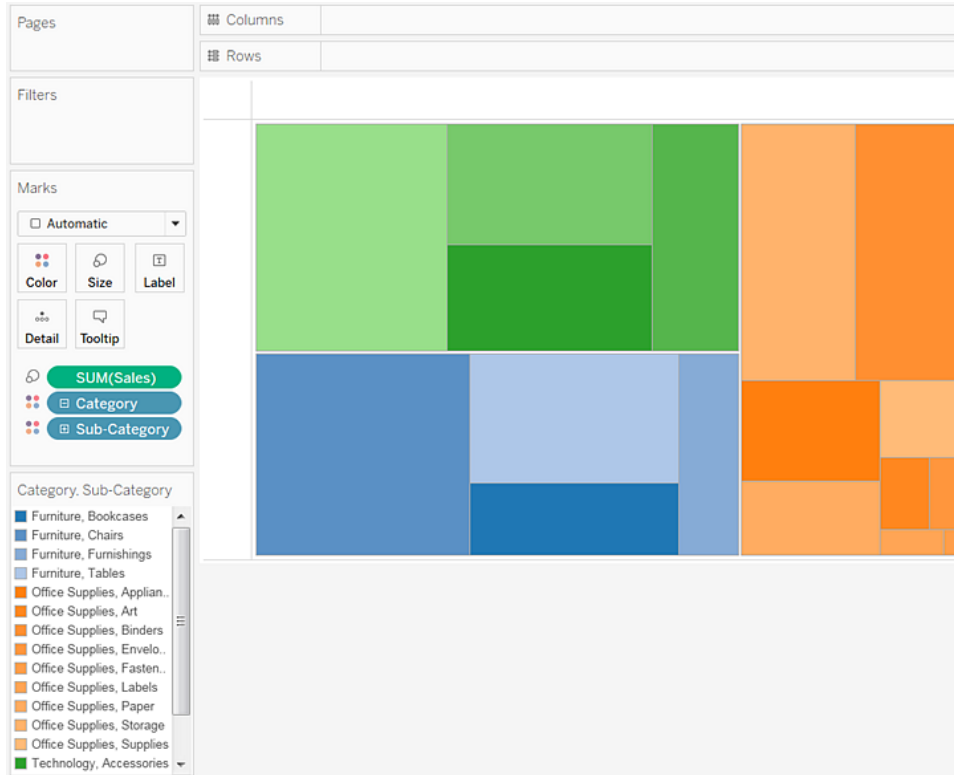 Pages
Columns
Rows
Filters
Marks
Automatic
Color
Size
Label
Detail
Tooltip
SUM(Sales)
Category
Sub-Category
Category, Sub-Category
Furniture, Bookcases
Furniture, Chairs
Furniture, Furnishings
Furniture, Tables
Office Supplies, Applian..
Office Supplies, Art
Office Supplies, Binders
Office Supplies, Envelo..
Office Supplies, Fasten..
Office Supplies, Labels
Office Supplies, Paper
Office Supplies, Storage
Office Supplies, Supplies
Technology, Accessories